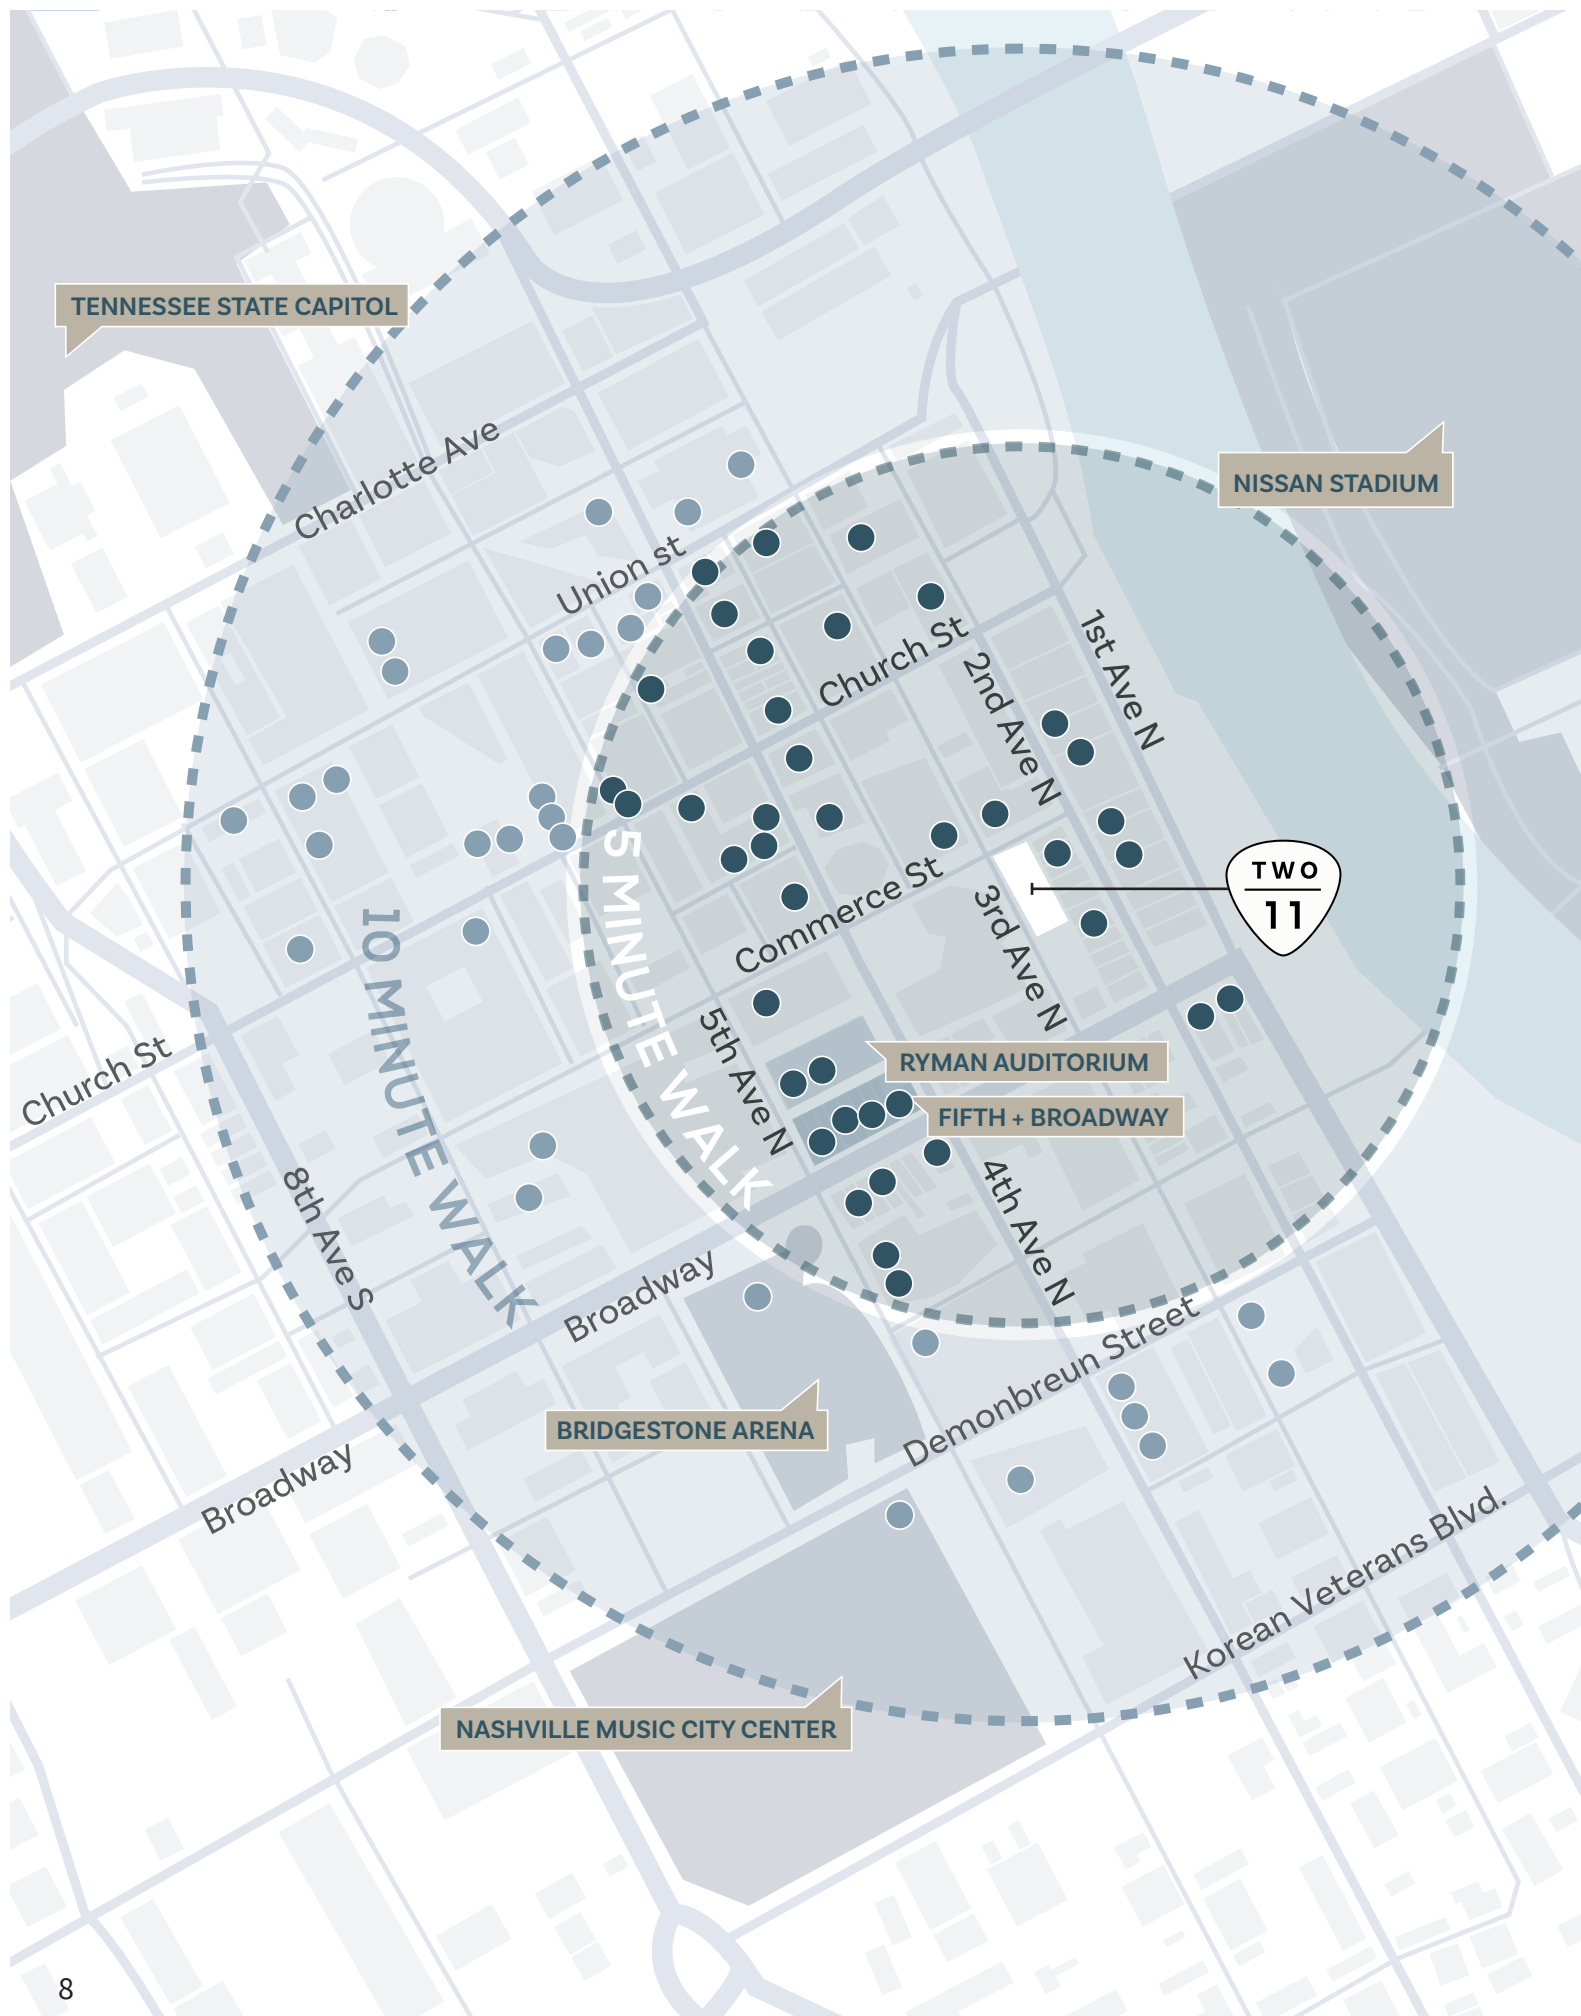 TENNESSEE STATE CAPITOL
Charlotte Ave
NISSAN STADIUM
Union st
Church St
1st Ave N
2nd Ave N
5 MINUTE WALK
TWO
11
Commerce St
3rd Ave N
10 MINUTE WALK
Church St
5th Ave N
RYMAN AUDITORIUM
FIFTH + BROADWAY
8th Ave S
4th Ave N
Broadway
Demonbreun Street
BRIDGESTONE ARENA
Broadway
Korean Veterans Blvd.
NASHVILLE MUSIC CITY CENTER
8